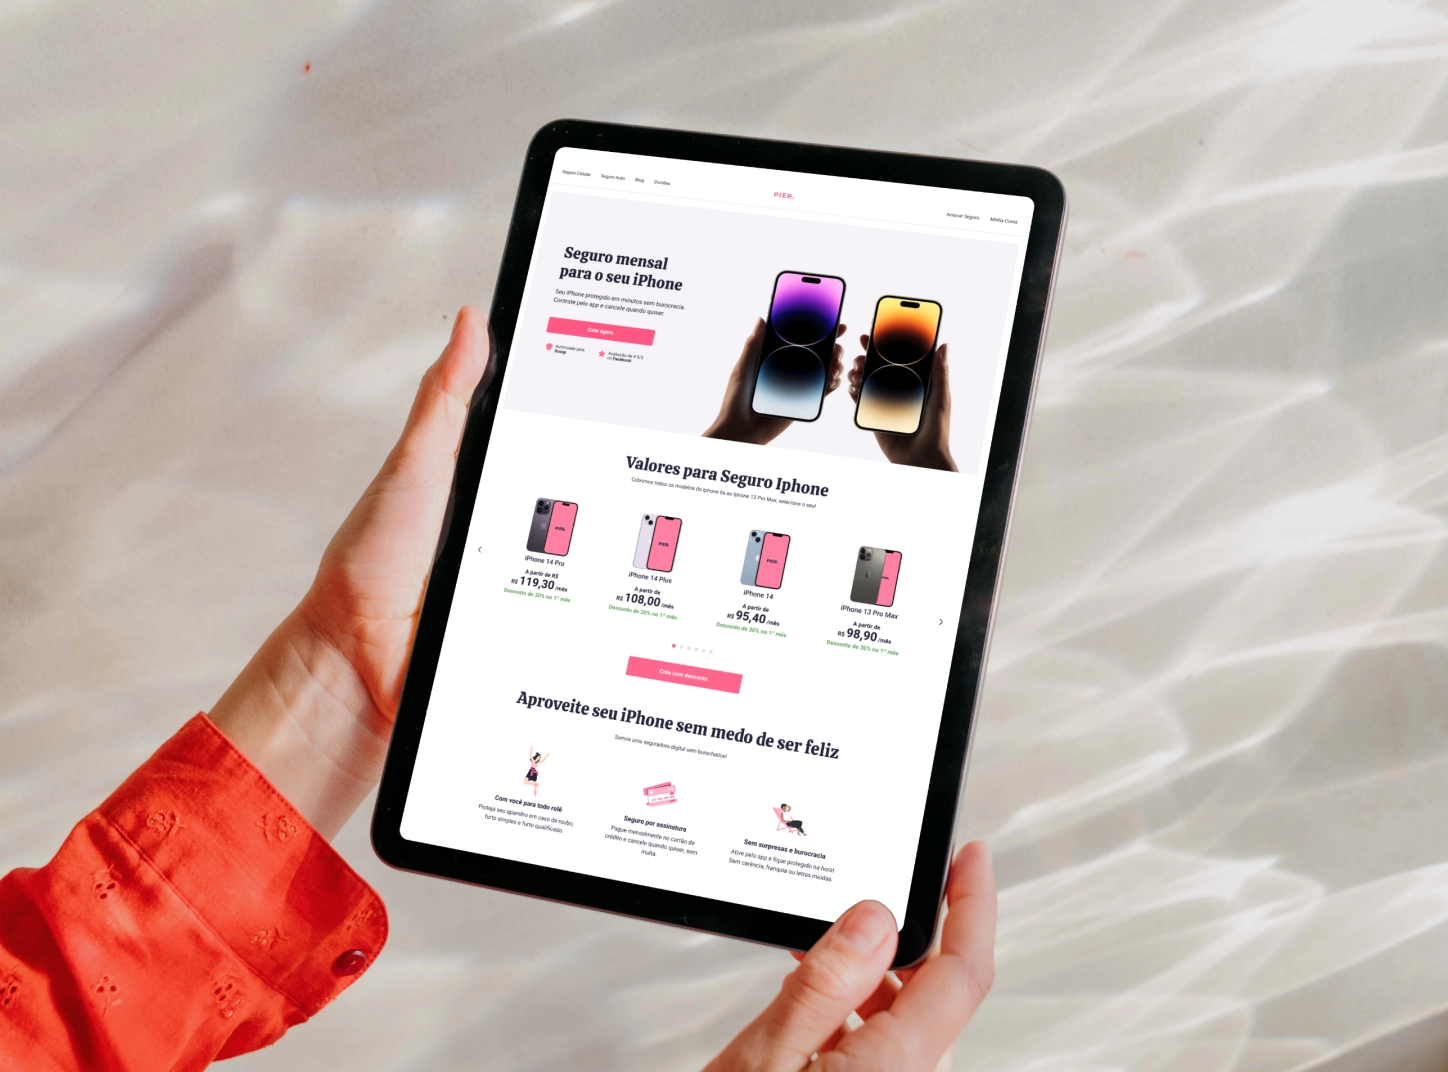 Seguro Celular Seguro Auto Blog Dúvidas
PIER.
Acionar Seguro Minha Conta
Seguro mensal
para o seu iPhone
Seu iPhone protegido em minutos sem burocracia.
Contrate pelo app e cancele quando quiser.
Cote agora
Autorizado pela
Susep
Avaliação de 4.5/5
no Facebook
Valores para Seguro Iphone
Cobrimos todos os modelos do Iphone 6s ao Iphone 13 Pro Max, selecione o seu!
PIER.
PIER.
PIER.
iPhone 14 Pro
A partir de R$
R$ 119,30 /mês
Desconto de 30% no 1º mês
iPhone 14 Plus
A partir de
R$ 108,00 /mês
Desconto de 30% no 1º mês
iPhone 14
A partir de
R$ 95,40 /mês
Desconto de 30% no 1º mês
iPhone 13 Pro Max
A partir de
R$ 98,90 /mês
Desconto de 30% no 1º mês
Cote com desconto
Aproveite seu iPhone sem medo de ser feliz
Somos uma seguradora digital sem burochatice!
Com você para todo rolê
Proteja seu aparelho em caso de roubo,
furto simples e furto qualificado.
Seguro por assinatura
Pague mensalmente no cartão de
crédito e cancele quando quiser, sem
multa.
Sem surpresas e burocracia
Ative pelo app e fique protegido na hora!
Sem carência, franquia ou letras miúdas.